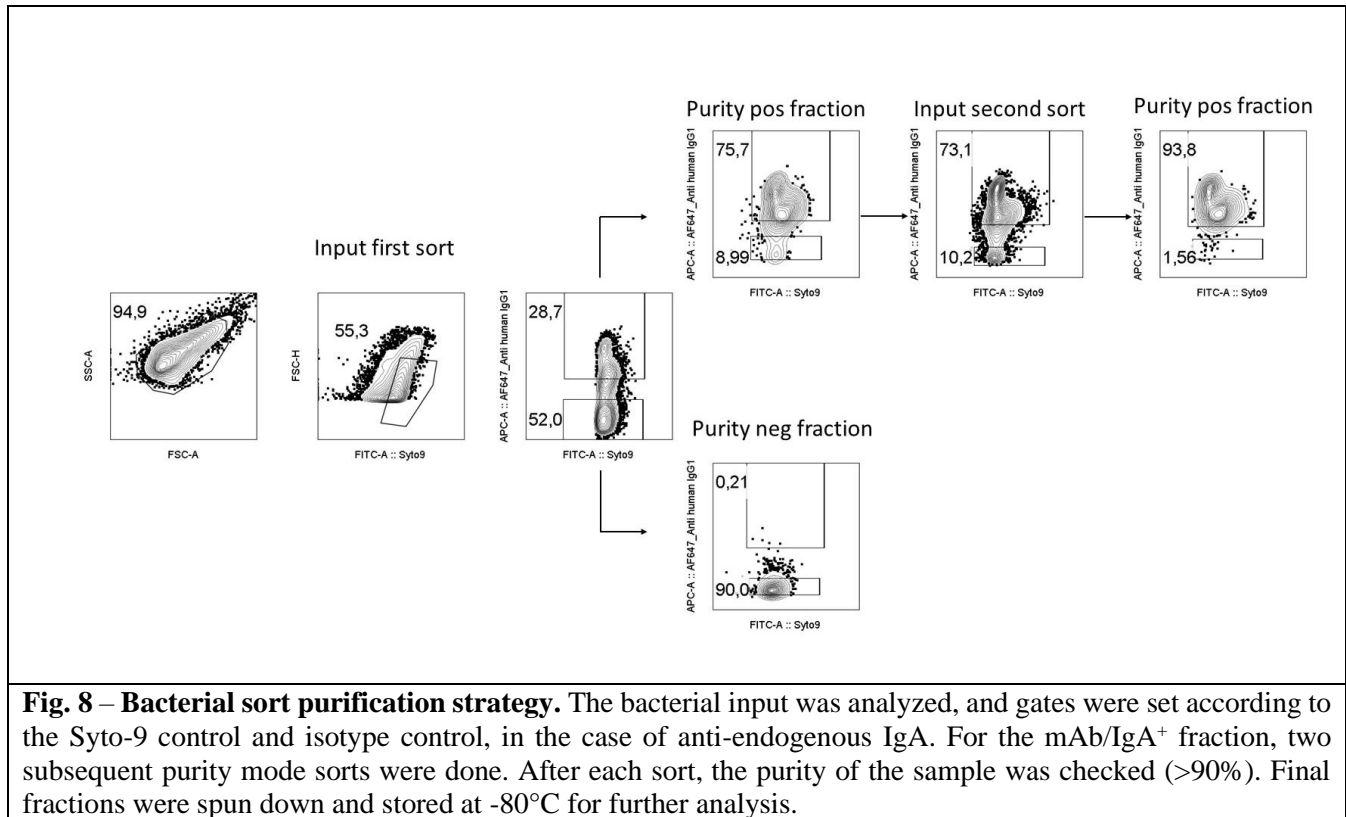 Purity pos fraction
Input second sort
Purity pos fraction
75,7
8,99
APC-A :: AF647_Anti human IgG1
FITC-A :: Syto9
73,1
10,2
APC-A :: AF647_Anti human IgG1
FITC-A :: Syto9
93,8
1,56
APC-A :: AF647_Anti human IgG1
FITC-A :: Syto9
Input first sort
94,9
SSC-A
FSC-A
55,3
FSC-H
FITC-A :: Syto9
28,7
52,0
APC-A :: AF647_Anti human IgG1
FITC-A :: Syto9
Purity neg fraction
0,21
90,0
APC-A :: AF647_Anti human IgG1
FITC-A :: Syto9
Fig. 8 – Bacterial sort purification strategy. The bacterial input was analyzed, and gates were set according to
the Syto-9 control and isotype control, in the case of anti-endogenous IgA. For the mAb/IgA⁺ fraction, two
subsequent purity mode sorts were done. After each sort, the purity of the sample was checked (>90%). Final
fractions were spun down and stored at -80°C for further analysis.